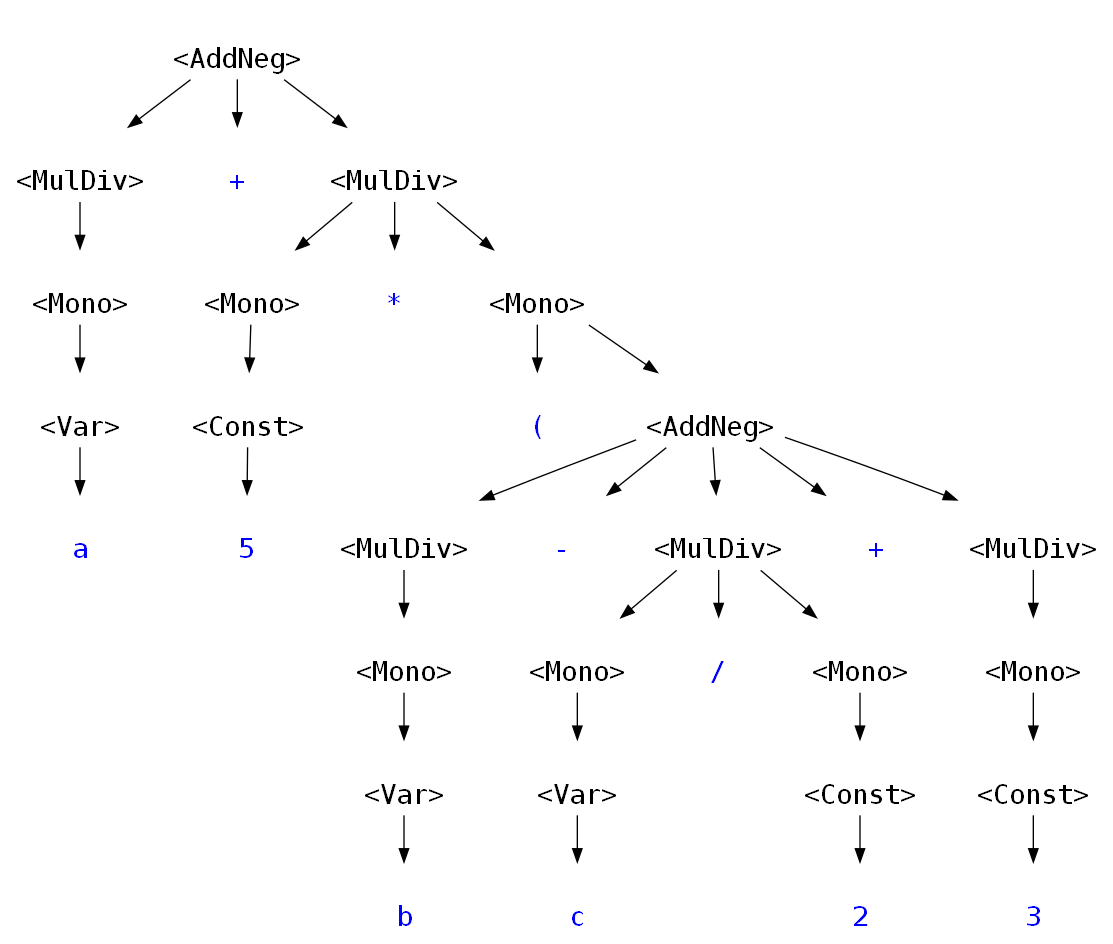 <AddNeg>
<MulDiv> + <MulDiv>
<Mono> <Mono> * <Mono>
<Var> <Const> ( <AddNeg>
a 5 <MulDiv> - <MulDiv> + <MulDiv>
<Mono> <Mono> / <Mono> <Mono>
<Var> <Var> <Const> <Const>
b c 2 3